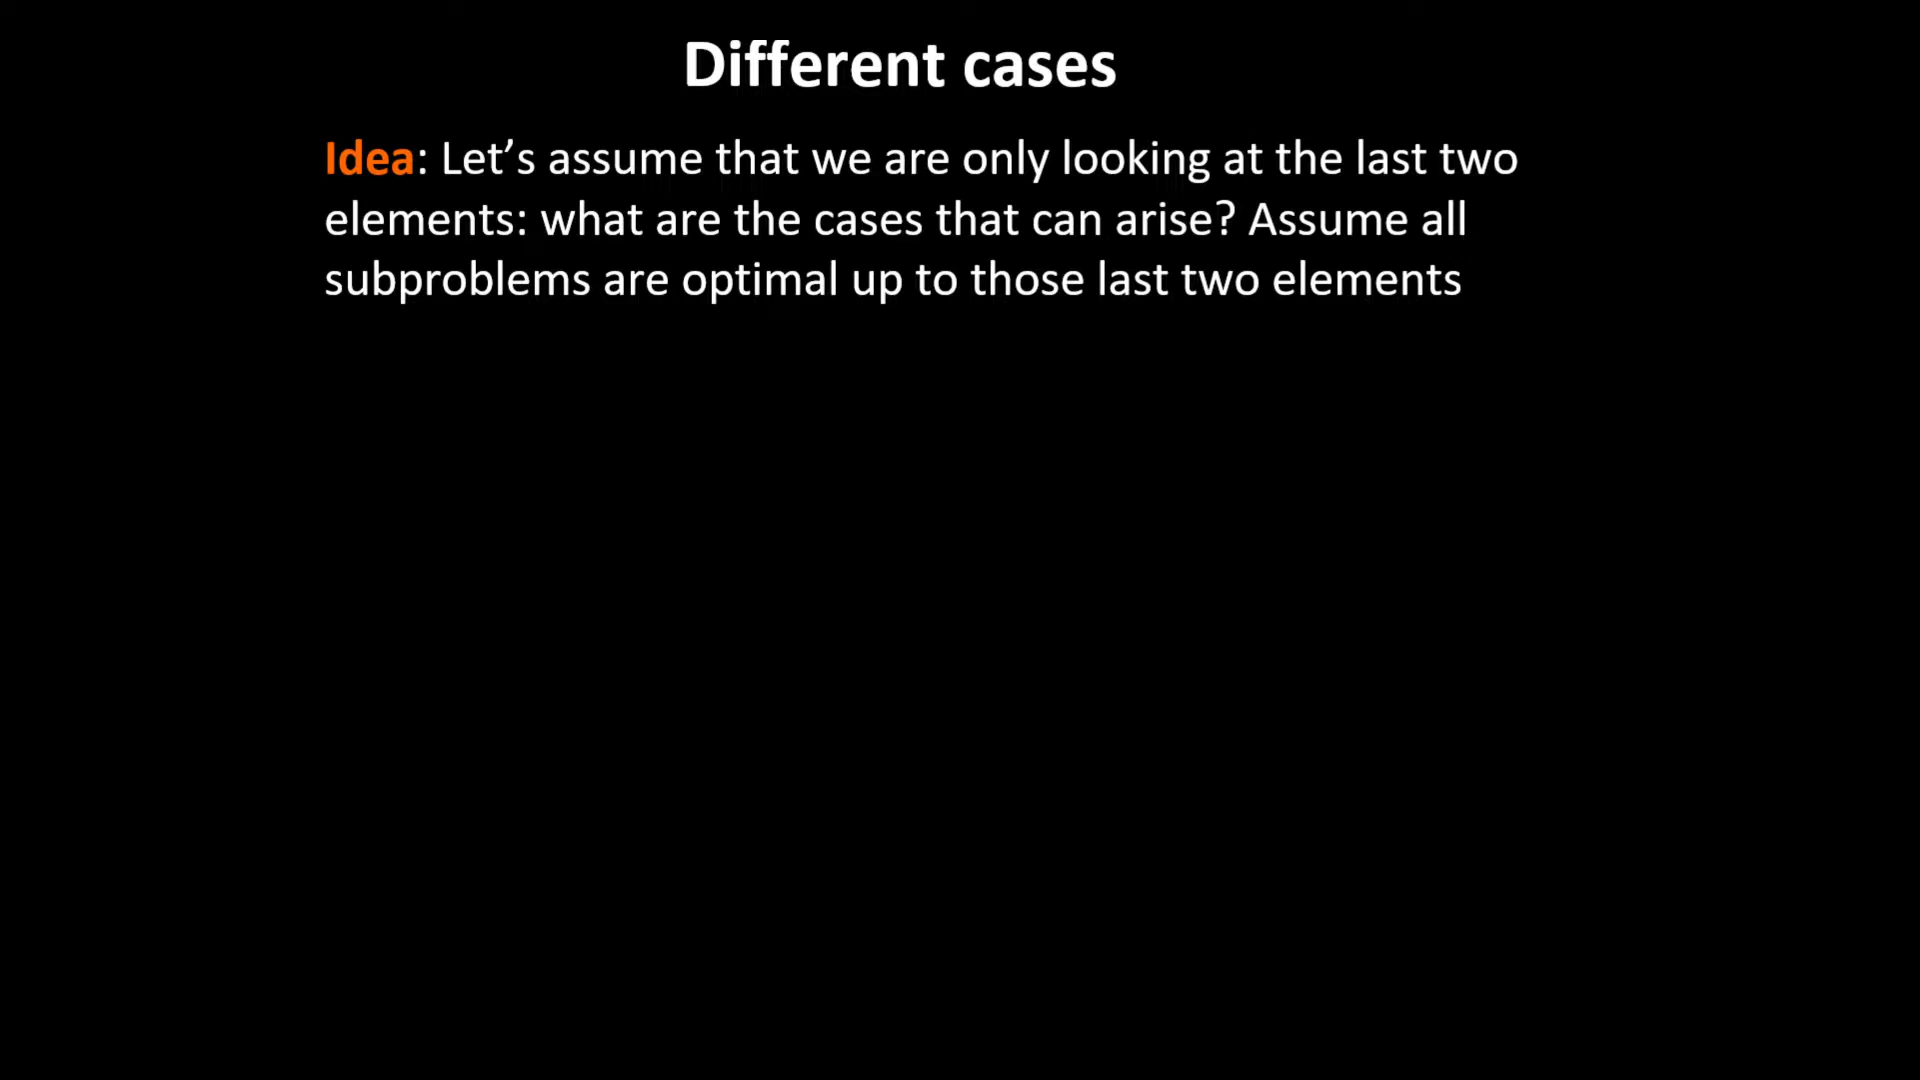 Different cases
Idea: Let’s assume that we are only looking at the last two
elements: what are the cases that can arise? Assume all
subproblems are optimal up to those last two elements